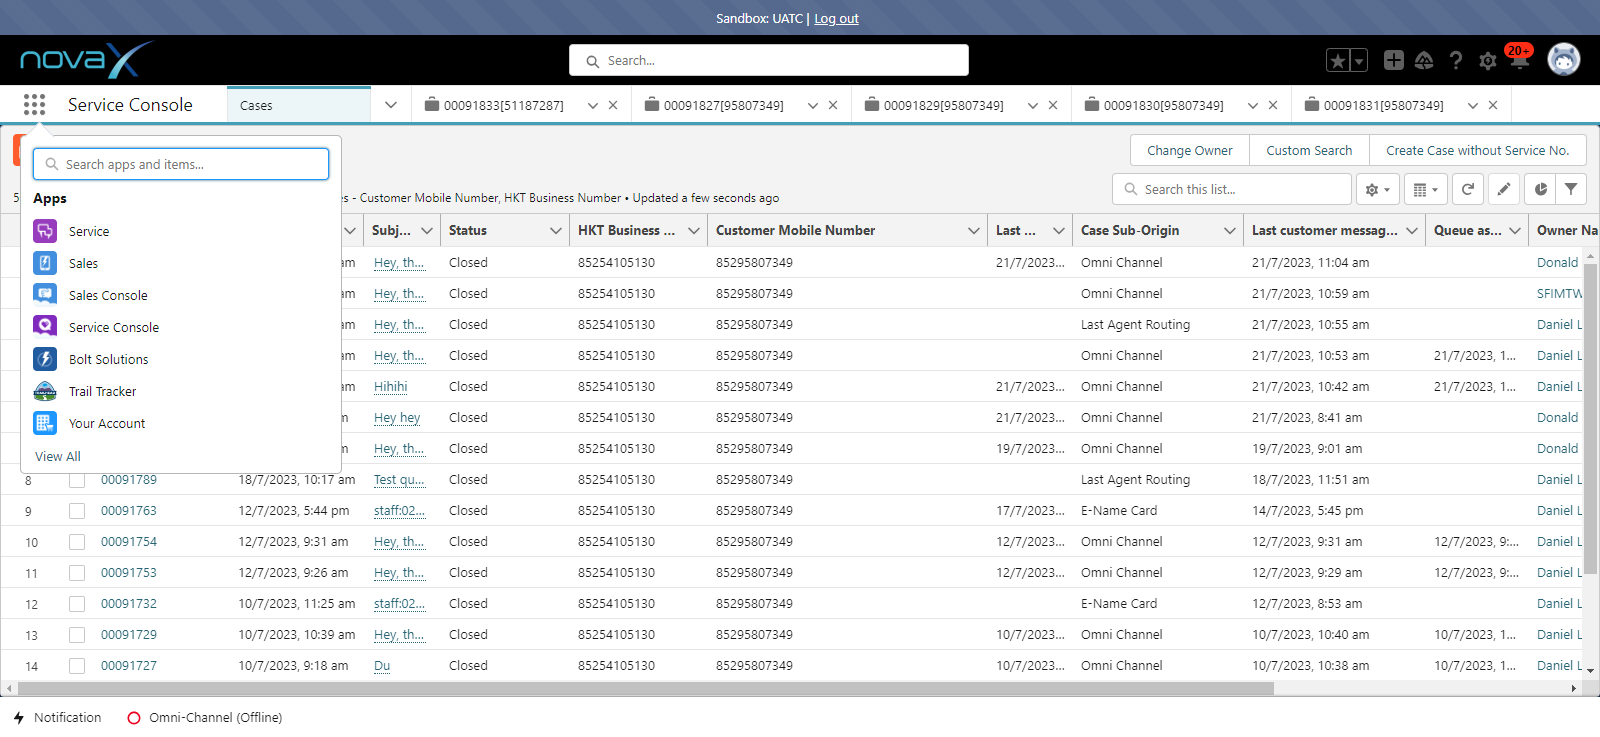 Sandbox: UATC | Log out
novaX
Search...
20+
Service Console
Cases
00091833[51187287]
00091827[95807349]
00091829[95807349]
00091830[95807349]
00091831[95807349]
Change Owner
Custom Search
Create Case without Service No.
Search apps and items...
Apps
Service
Sales
Sales Console
Service Console
Bolt Solutions
Trail Tracker
Your Account
View All
5 s - Customer Mobile Number, HKT Business Number • Updated a few seconds ago
Search this list...
Subj... Status HKT Business ... Customer Mobile Number Last ... Case Sub-Origin Last customer messag... Queue as... Owner Na
am Hey, th... Closed 85254105130 85295807349 21/7/2023... Omni Channel 21/7/2023, 11:04 am Donald
am Hey, th... Closed 85254105130 85295807349 Omni Channel 21/7/2023, 10:59 am SFIMTW
am Hey, th... Closed 85254105130 85295807349 Last Agent Routing 21/7/2023, 10:55 am Daniel L
am Hey, th... Closed 85254105130 85295807349 Omni Channel 21/7/2023, 10:53 am 21/7/2023, 1... Daniel L
am Hihihi Closed 85254105130 85295807349 21/7/2023... Omni Channel 21/7/2023, 10:42 am 21/7/2023, 1... Daniel L
m Hey hey Closed 85254105130 85295807349 21/7/2023... Omni Channel 21/7/2023, 8:41 am Donald
m Hey, th... Closed 85254105130 85295807349 19/7/2023... Omni Channel 19/7/2023, 9:01 am Donald
8 00091789 18/7/2023, 10:17 am Test qu... Closed 85254105130 85295807349 Last Agent Routing 18/7/2023, 11:51 am Daniel L
9 00091763 12/7/2023, 5:44 pm staff:02... Closed 85254105130 85295807349 17/7/2023... E-Name Card 14/7/2023, 5:45 pm Daniel L
10 00091754 12/7/2023, 9:31 am Hey, th... Closed 85254105130 85295807349 12/7/2023... Omni Channel 12/7/2023, 9:31 am 12/7/2023, 9:... Daniel L
11 00091753 12/7/2023, 9:26 am Hey, th... Closed 85254105130 85295807349 12/7/2023... Omni Channel 12/7/2023, 9:29 am 12/7/2023, 9:... Daniel L
12 00091732 10/7/2023, 11:25 am staff:02... Closed 85254105130 85295807349 E-Name Card 12/7/2023, 8:53 am Daniel L
13 00091729 10/7/2023, 10:39 am Hey, th... Closed 85254105130 85295807349 10/7/2023... Omni Channel 10/7/2023, 10:40 am 10/7/2023, 1... Daniel L
14 00091727 10/7/2023, 9:18 am Du Closed 85254105130 85295807349 10/7/2023... Omni Channel 10/7/2023, 10:38 am 10/7/2023, 1... Daniel L
Notification
Omni-Channel (Offline)